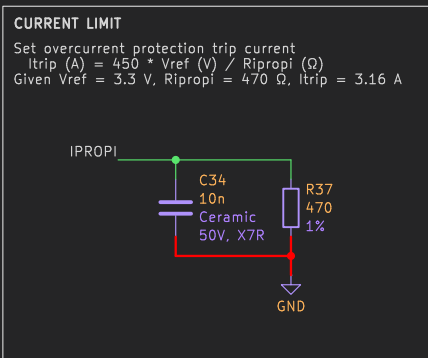 CURRENT LIMIT
Set overcurrent protection trip current
Itrip (A) = 450 * Vref (V) / Ripropi (Ω)
Given Vref = 3.3 V, Ripropi = 470 Ω, Itrip = 3.16 A
IPROPI
C34
10n
Ceramic
50V, X7R
R37
470
1%
GND